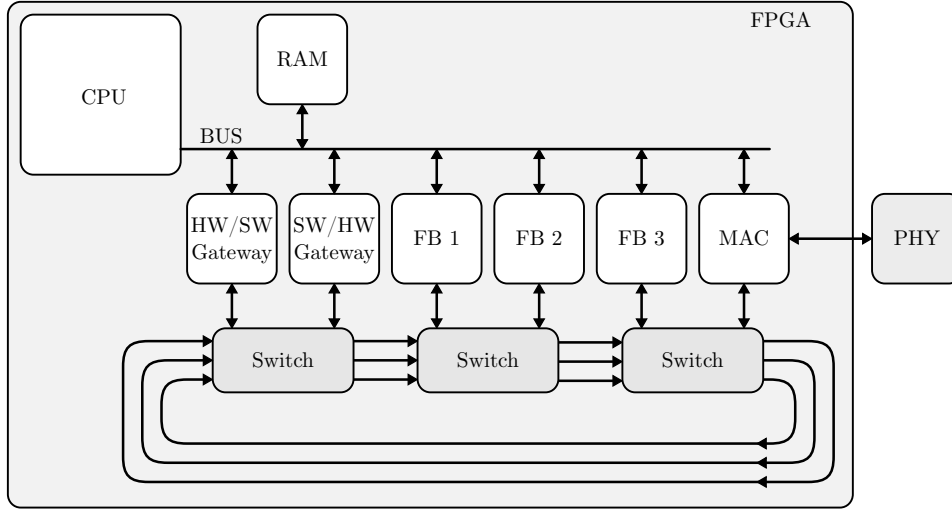 FPGA
CPU
RAM
BUS
HW/SW
Gateway
SW/HW
Gateway
FB 1
FB 2
FB 3
MAC
PHY
Switch
Switch
Switch